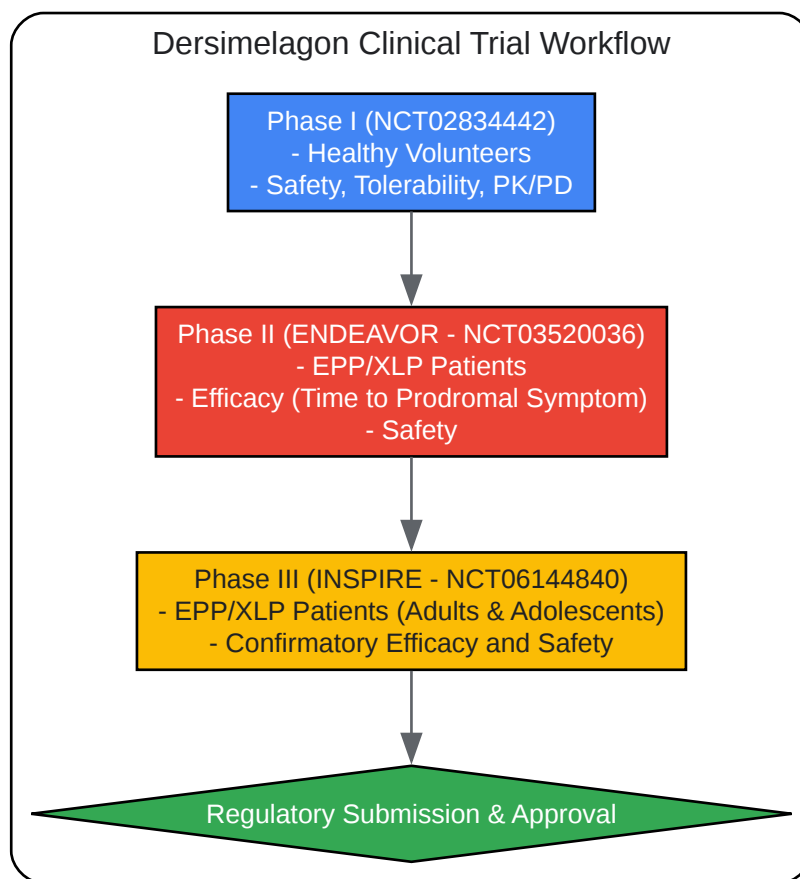 Dersimelagon Clinical Trial Workflow
Phase I (NCT02834442)
- Healthy Volunteers
- Safety, Tolerability, PK/PD
Phase II (ENDEAVOR - NCT03520036)
- EPP/XLP Patients
- Efficacy (Time to Prodromal Symptom)
- Safety
Phase III (INSPIRE - NCT06144840)
- EPP/XLP Patients (Adults & Adolescents)
- Confirmatory Efficacy and Safety
Regulatory Submission & Approval